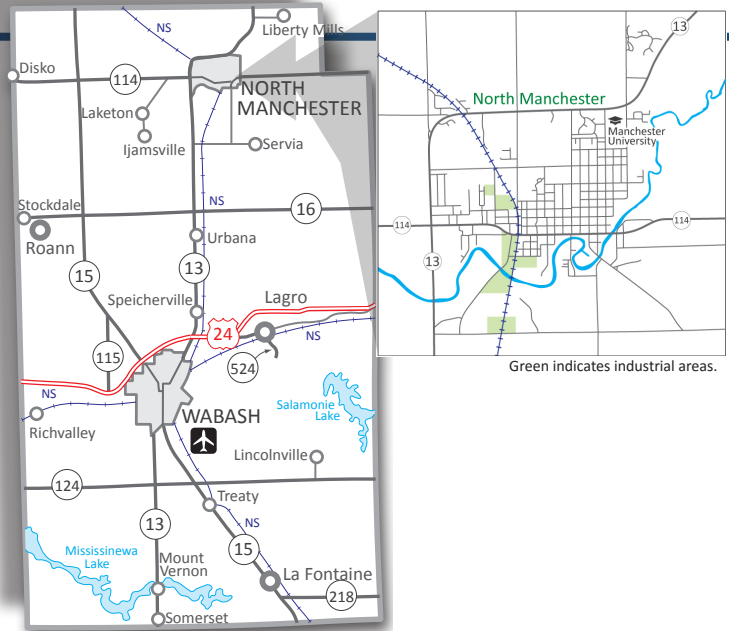 NS
Liberty Mills
Disko
114
NORTH
MANCHESTER
Laketon
Ijamsville
Servia
Stockdale
NS
16
Roann
Urbana
15
13
Speicherville
Lagro
24
115
NS
524
NS
Richvalley
WABASH
Salamonie
Lake
Lincolnville
124
Treaty
13
NS
15
Mississinewa
Lake
Mount
Vernon
La Fontaine
218
Somerset
13
North Manchester
Manchester
University
114
114
13
Green indicates industrial areas.